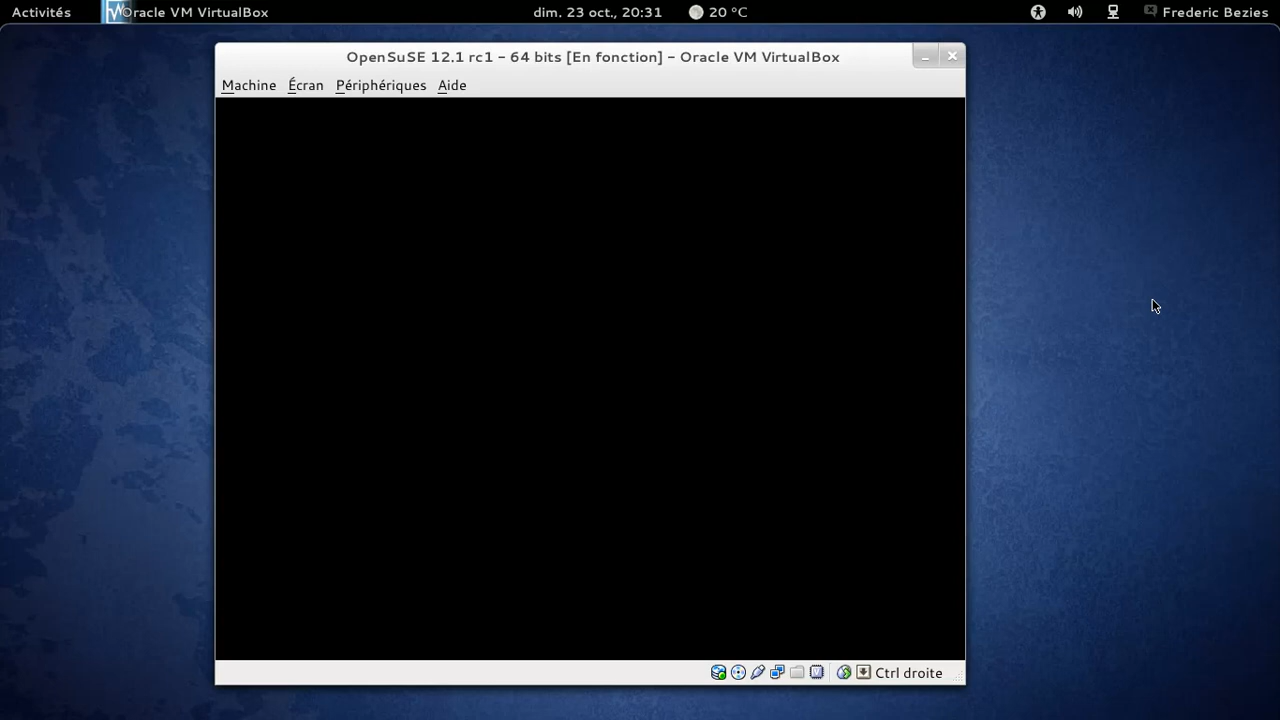 Activités
Oracle VM VirtualBox
dim. 23 oct., 20:31
20 °C
Frederic Bezies
OpenSuSE 12.1 rc1 - 64 bits [En fonction] - Oracle VM VirtualBox
Machine Écran Périphériques Aide
Ctrl droite